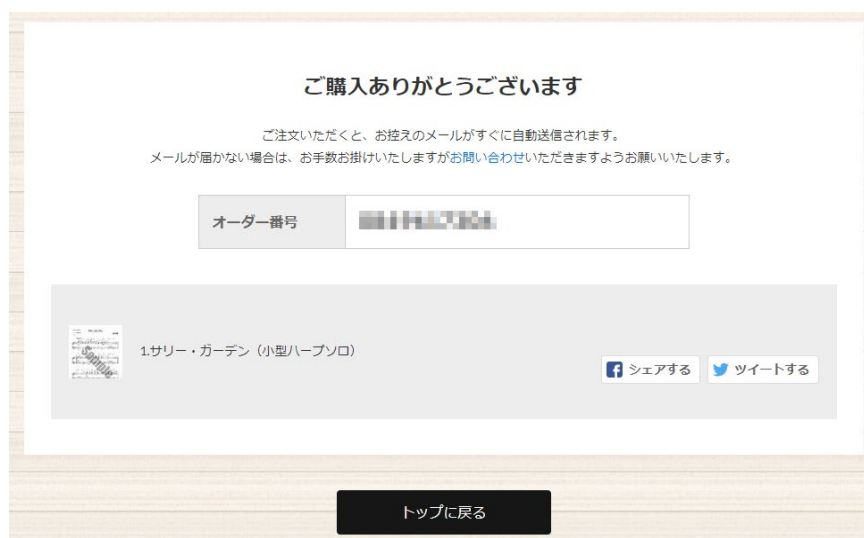 ご購入ありがとうございます
ご注文いただくと、お控えのメールがすぐに自動送信されます。
メールが届かない場合は、お手数お掛けいたしますがお問い合わせいただきますようお願いいたします。
オーダー番号
Sample
1.サリー・ガーデン（小型ハープソロ）
シェアする
ツイートする
トップに戻る